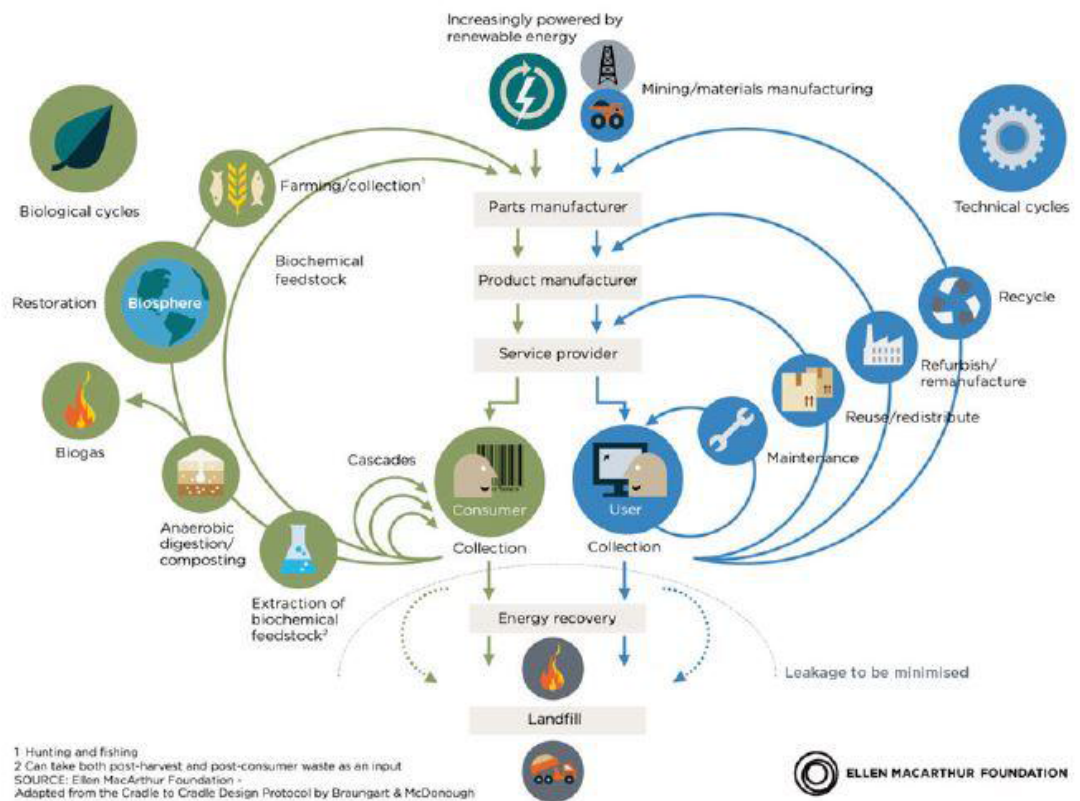 Increasingly powered by
renewable energy
Mining/materials manufacturing
Biological cycles
Farming/collection¹
Parts manufacturer
Technical cycles
Biochemical
feedstock
Product manufacturer
Restoration
Biosphere
Recycle
Service provider
Refurbish/
remanufacture
Reuse/redistribute
Biogas
Cascades
Maintenance
Consumer
User
Anaerobic
digestion/
composting
Collection
Collection
Extraction of
biochemical
feedstock²
Energy recovery
Leakage to be minimised
Landfill
1 Hunting and fishing
2 Can take both post-harvest and post-consumer waste as an input
SOURCE: Ellen MacArthur Foundation -
Adapted from the Cradle to Cradle Design Protocol by Braungart & McDonough
ELLEN MACARTHUR FOUNDATION